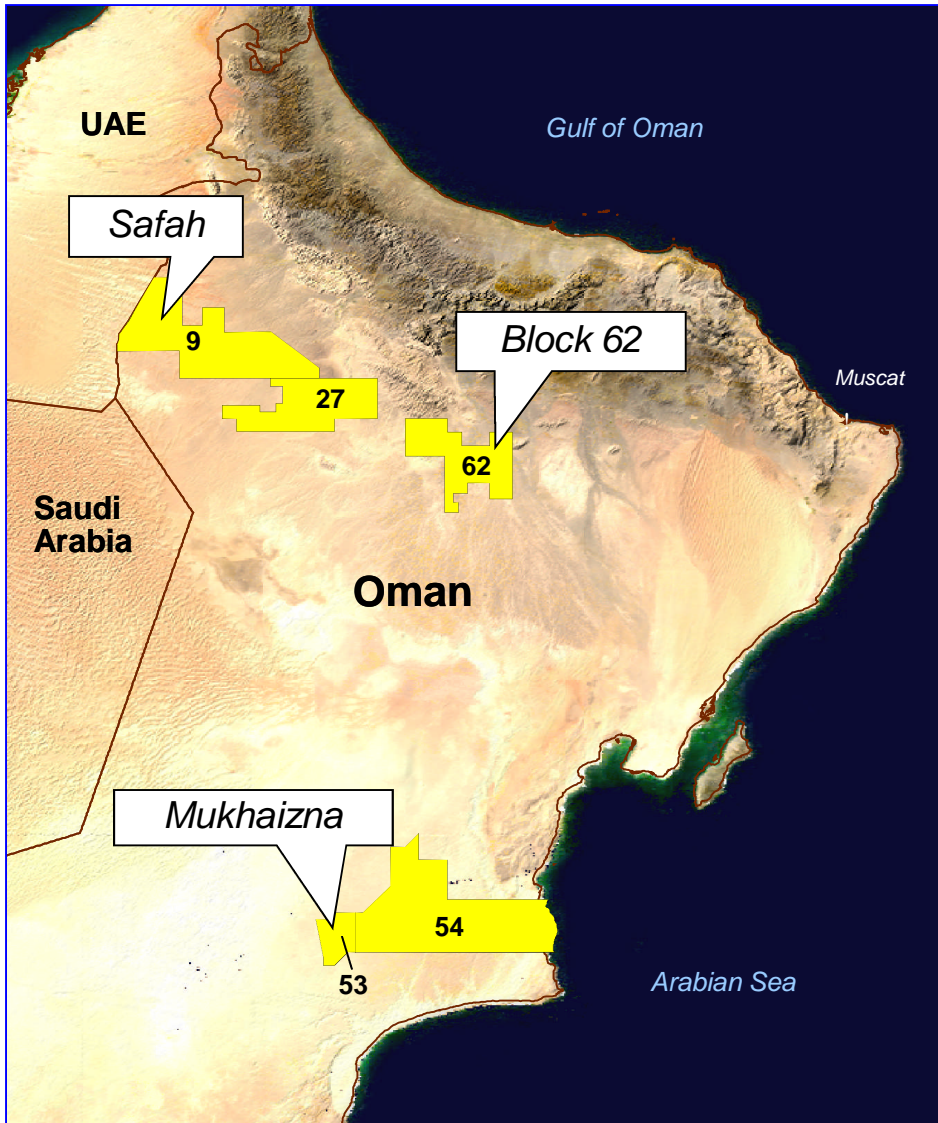 UAE
Gulf of Oman
Safah
Block 62
9
Muscat
27
62
Saudi
Arabia
Oman
Mukhaizna
54
53
Arabian Sea